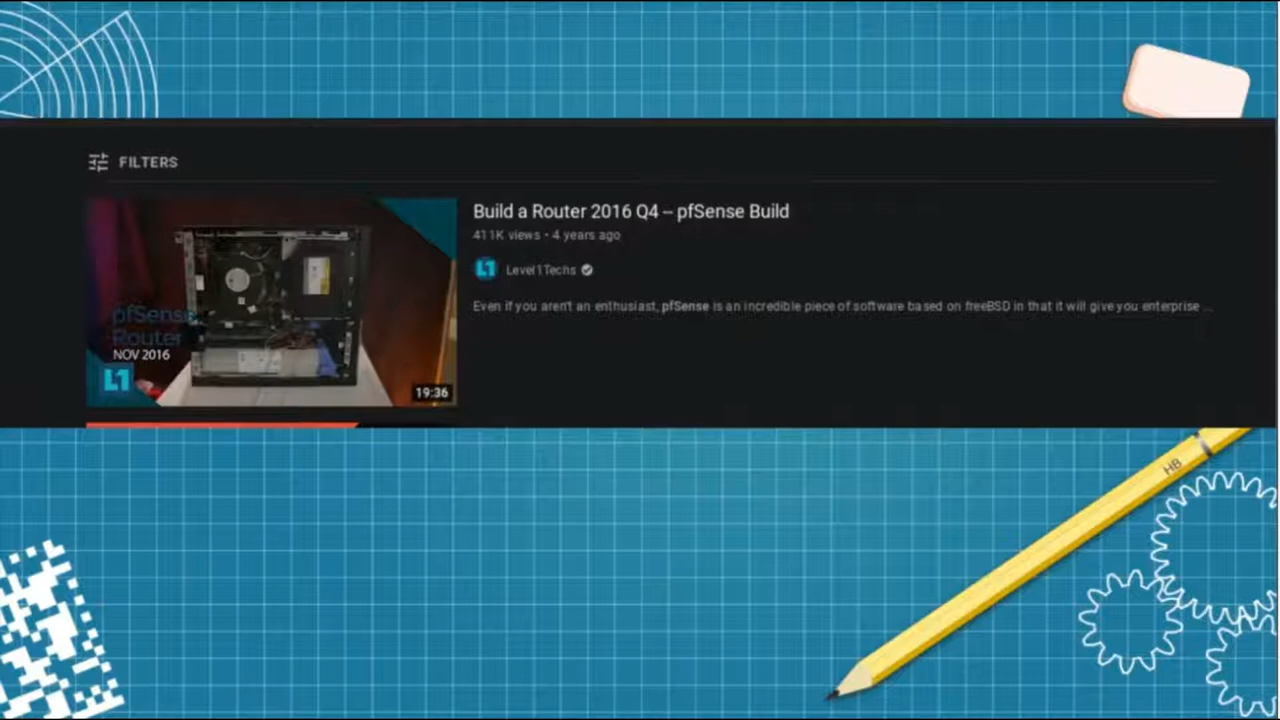 FILTERS
Build a Router 2016 Q4 – pfSense Build
411K views • 4 years ago
Level1Techs
Even if you aren't an enthusiast, pfSense is an incredible piece of software based on freeBSD in that it will give you enterprise ...
pfSense
Router
NOV 2016
L1
19:36
HB